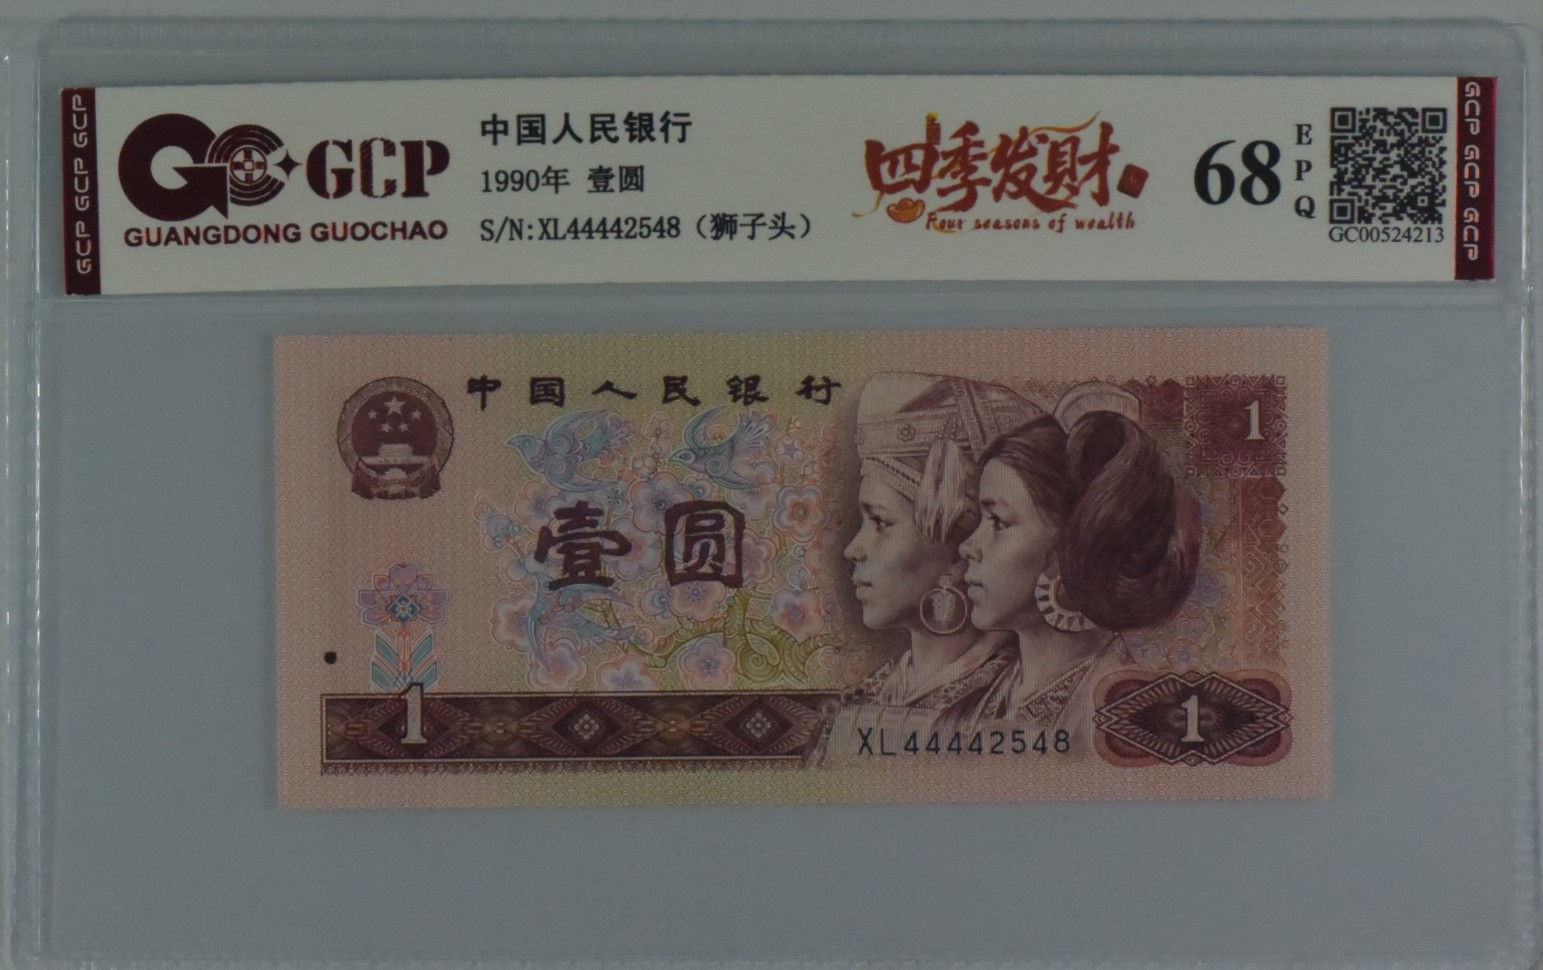 GCP GCP GCP
GCP
GUANGDONG GUOCHAO
中国人民银行
1990年 壹圆
S/N:XL44442548（狮子头）
四季发财
Four seasons of wealth
68
EPQ
GC00524213
GCP GCP GCP
中国人民银行
1
壹圆
1
XL44442548
1